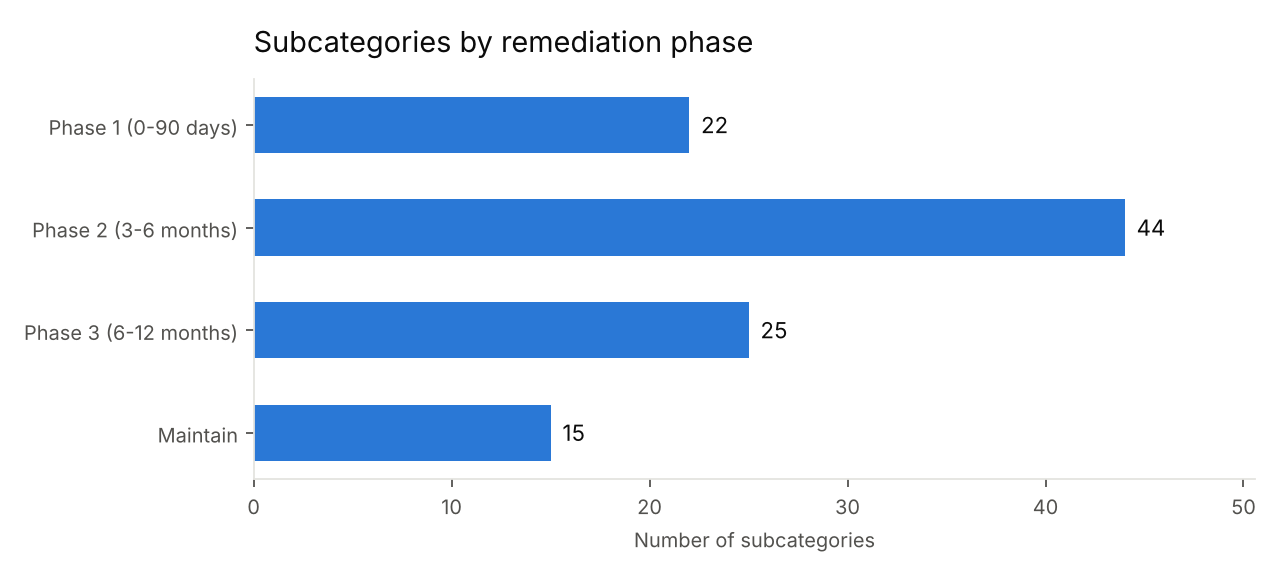 Subcategories by remediation phase
Phase 1 (0-90 days)
22
Phase 2 (3-6 months)
44
Phase 3 (6-12 months)
25
Maintain
15
0 10 20 30 40 50
Number of subcategories